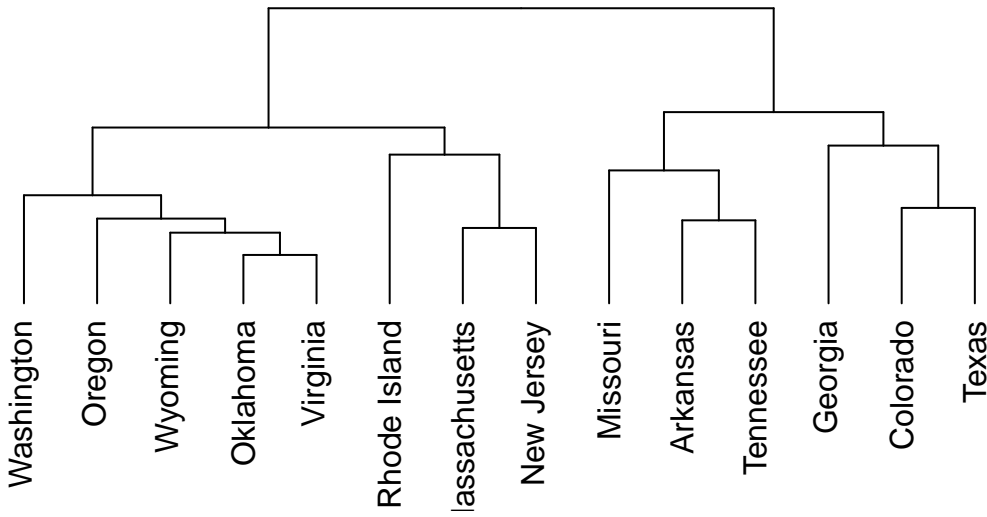 Washington
Oregon
Wyoming
Oklahoma
Virginia
Rhode Island
lassachusetts
New Jersey
Missouri
Arkansas
Tennessee
Georgia
Colorado
Texas